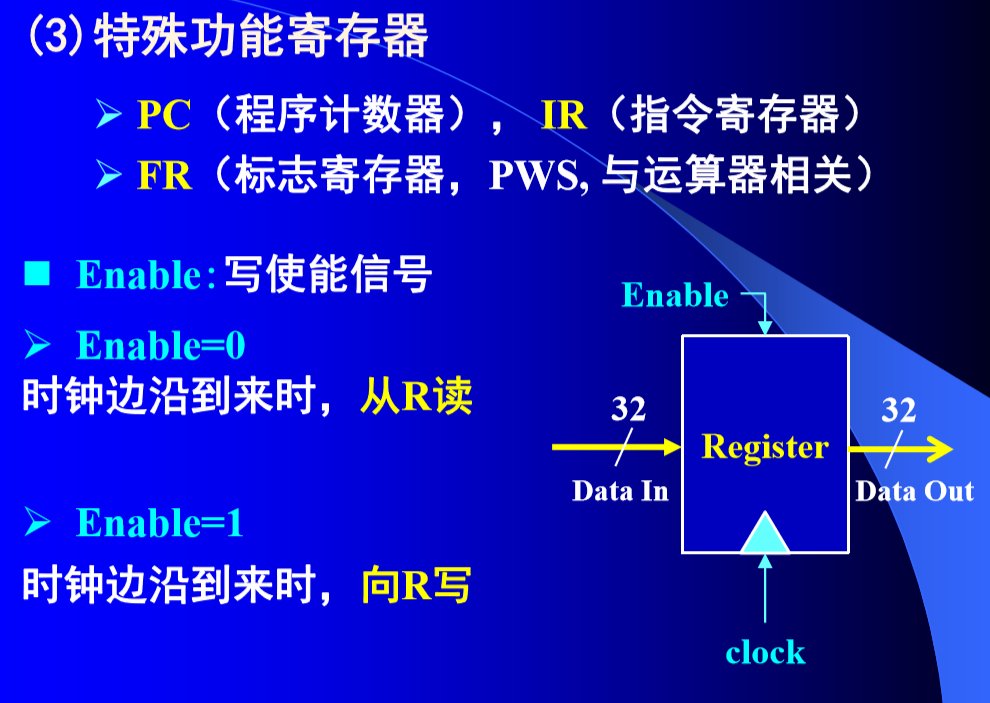 (3)特殊功能寄存器
➢ PC（程序计数器）， IR（指令寄存器）
➢ FR（标志寄存器，PWS, 与运算器相关）
■ Enable:写使能信号
➢ Enable=0
时钟边沿到来时，从R读
➢ Enable=1
时钟边沿到来时，向R写
Enable
32
32
Register
Data In
Data Out
clock